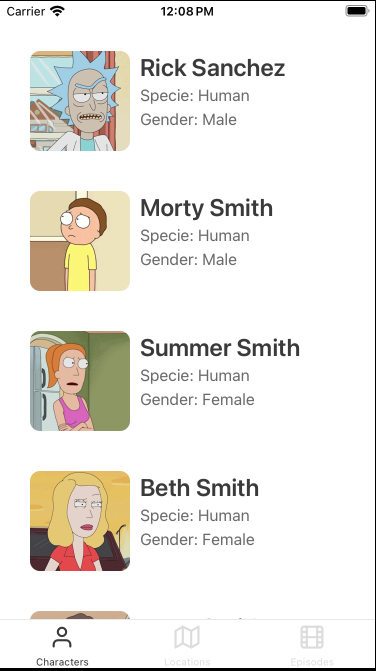 Carrier 12:08 PM
Rick Sanchez
Specie: Human
Gender: Male
Morty Smith
Specie: Human
Gender: Male
Summer Smith
Specie: Human
Gender: Female
Beth Smith
Specie: Human
Gender: Female
Characters Locations Episodes